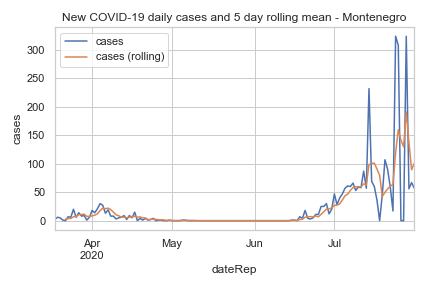 New COVID-19 daily cases and 5 day rolling mean - Montenegro
cases
cases (rolling)
300
250
200
150
100
50
0
cases
Apr
2020
May
Jun
Jul
dateRep